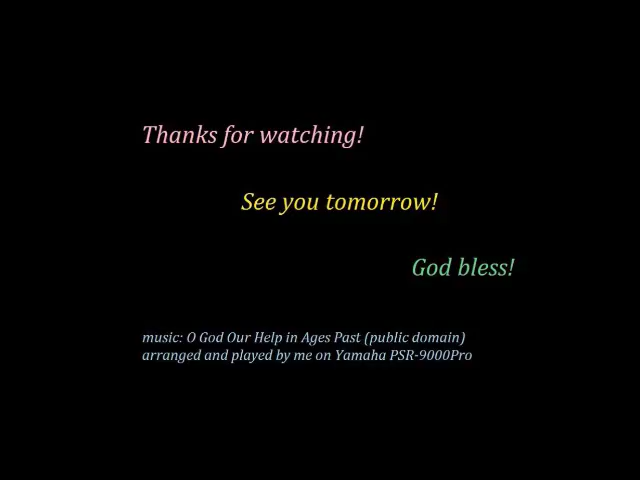 Thanks for watching!
See you tomorrow!
God bless!
music: O God Our Help in Ages Past (public domain)
arranged and played by me on Yamaha PSR-9000Pro